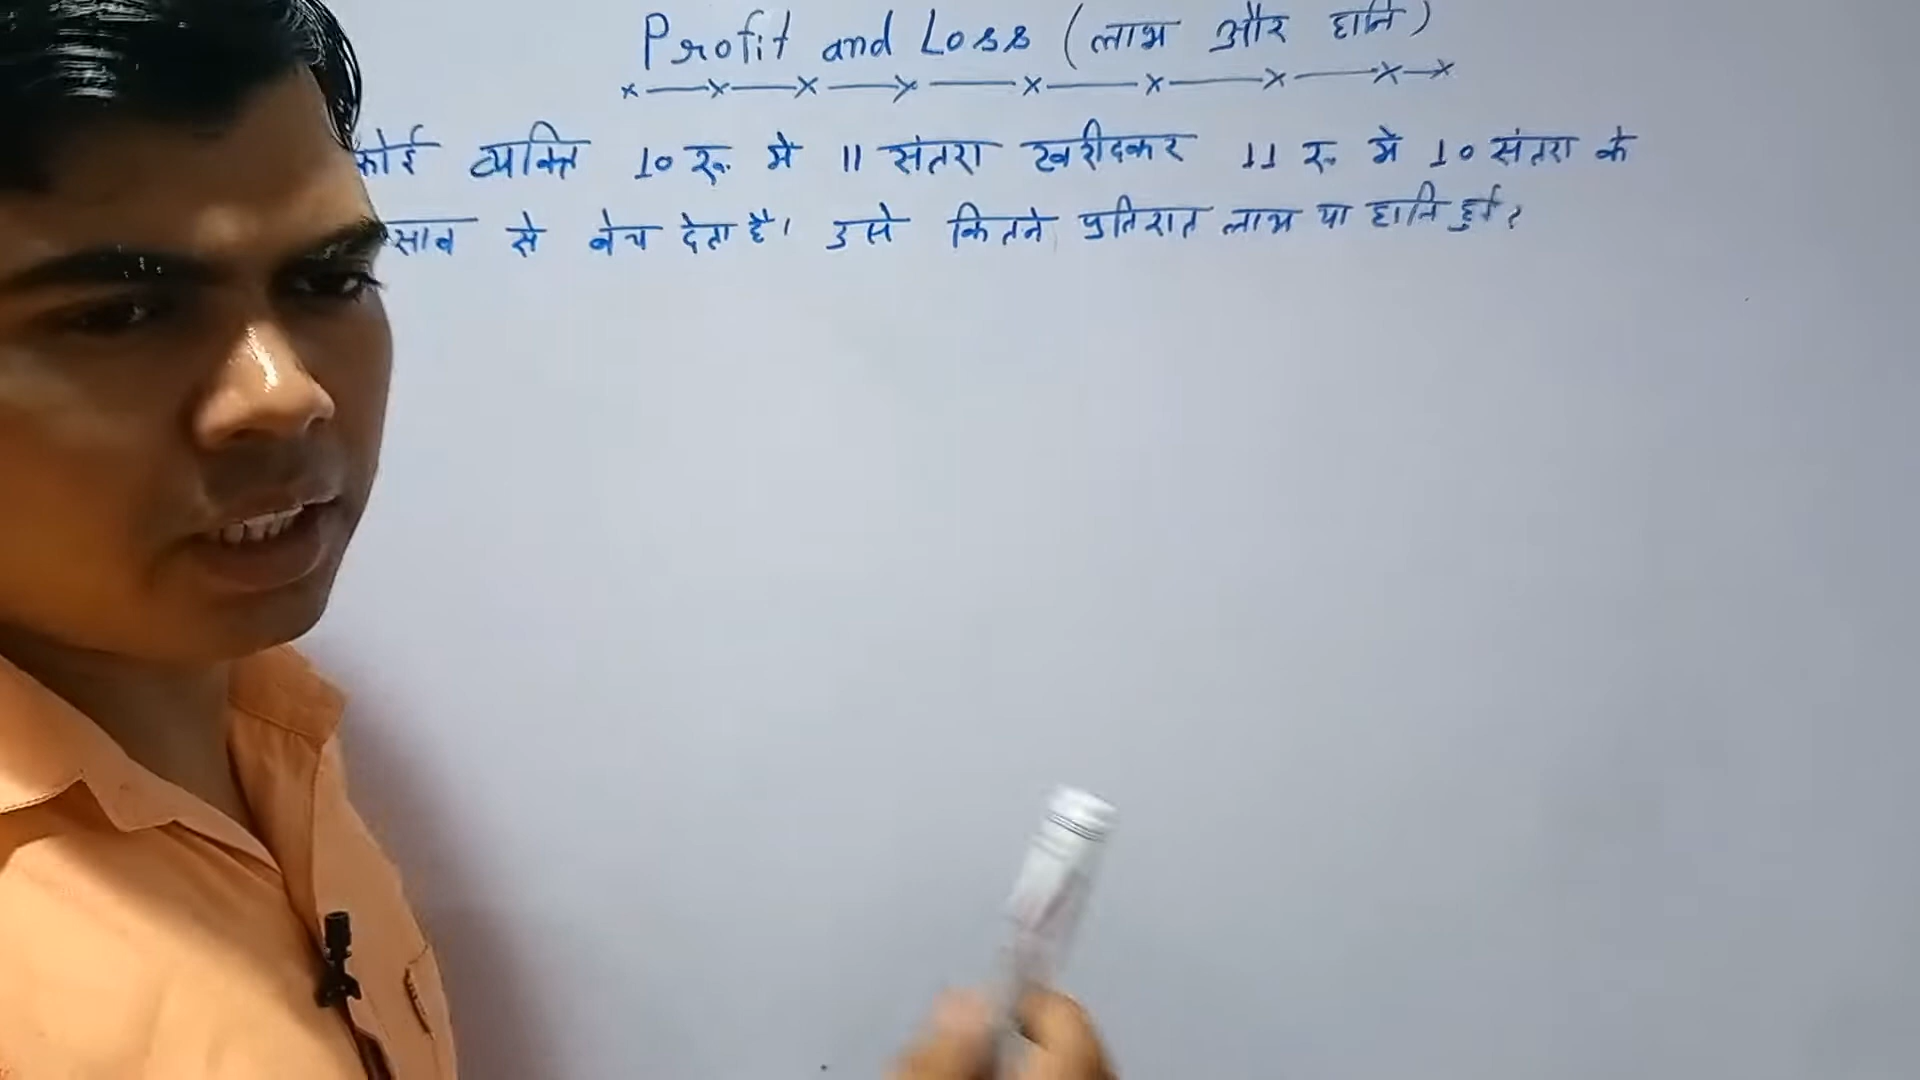 Profit and Loss (लाभ और हानि)
कोई व्यक्ति 10 रू. मे 11 संतरा खरीदकर 11 रू. मे 10 संतरा के
साब से बेच देता है। उसे कितने प्रतिशत लाभ या हानि हुई?